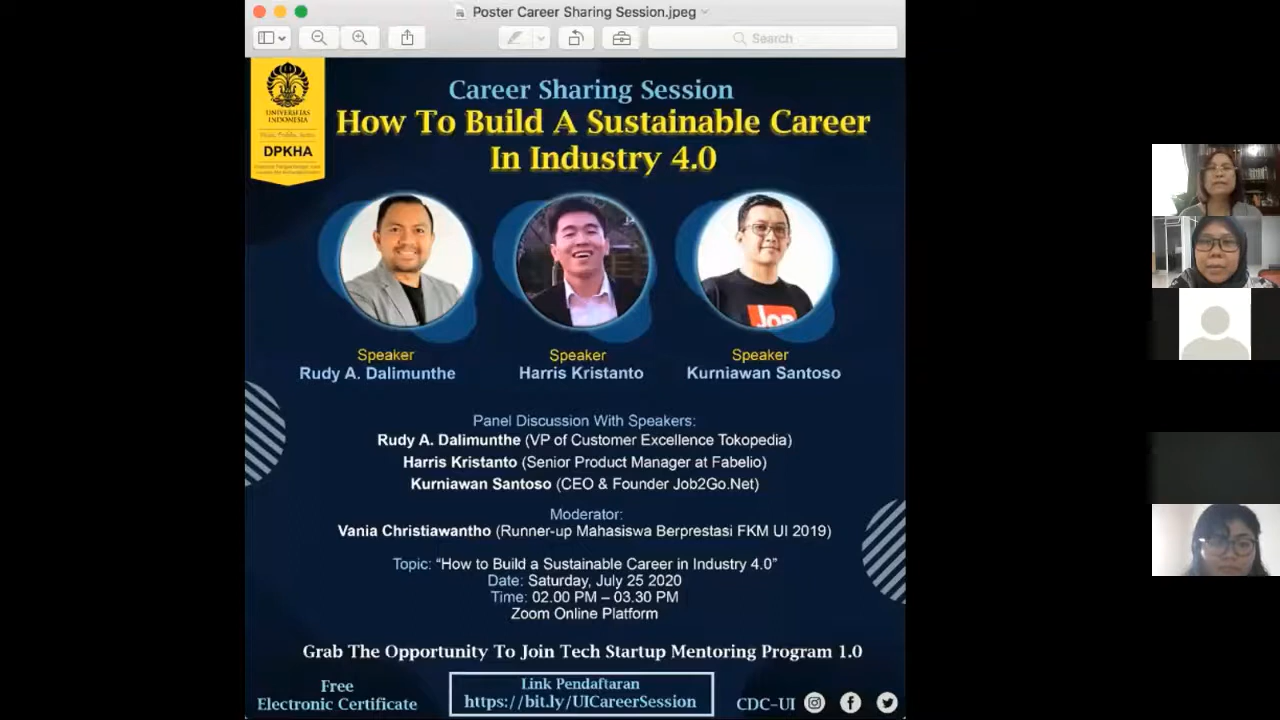 Poster Career Sharing Session.jpeg
Search
UNIVERSITAS
INDONESIA
DPKHA
Career Sharing Session
How To Build A Sustainable Career
In Industry 4.0
Speaker
Rudy A. Dalimunthe
Speaker
Harris Kristanto
Speaker
Kurniawan Santoso
Panel Discussion With Speakers:
Rudy A. Dalimunthe (VP of Customer Excellence Tokopedia)
Harris Kristanto (Senior Product Manager at Fabelio)
Kurniawan Santoso (CEO & Founder Job2Go.Net)
Moderator:
Vania Christiawantho (Runner-up Mahasiswa Berprestasi FKM UI 2019)
Topic: “How to Build a Sustainable Career in Industry 4.0”
Date: Saturday, July 25 2020
Time: 02.00 PM – 03.30 PM
Zoom Online Platform
Grab The Opportunity To Join Tech Startup Mentoring Program 1.0
Free
Electronic Certificate
Link Pendaftaran
https://bit.ly/UICareerSession
CDC-UI